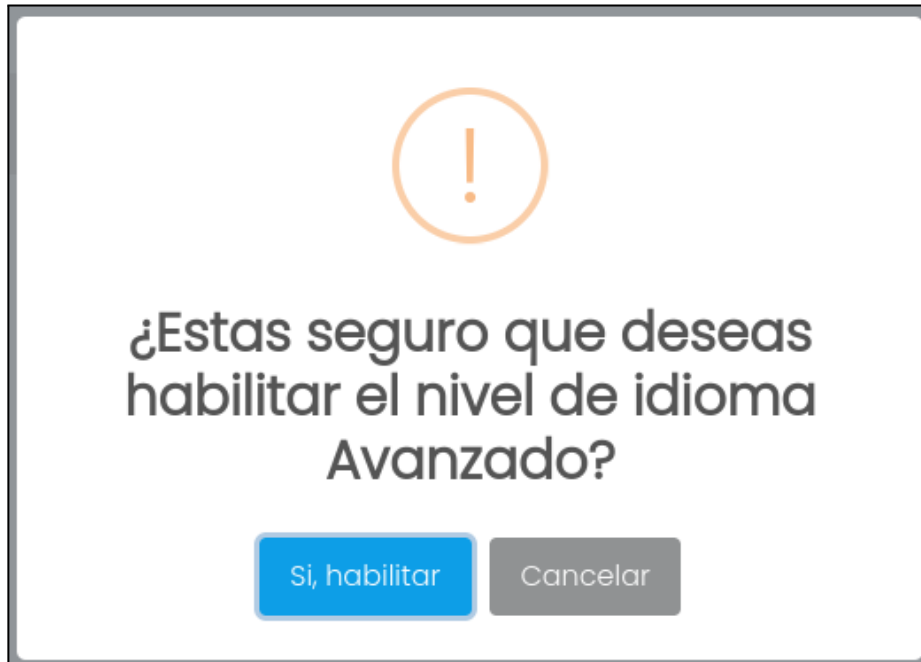 ¿Estas seguro que deseas
habilitar el nivel de idioma
Avanzado?
Si, habilitar
Cancelar